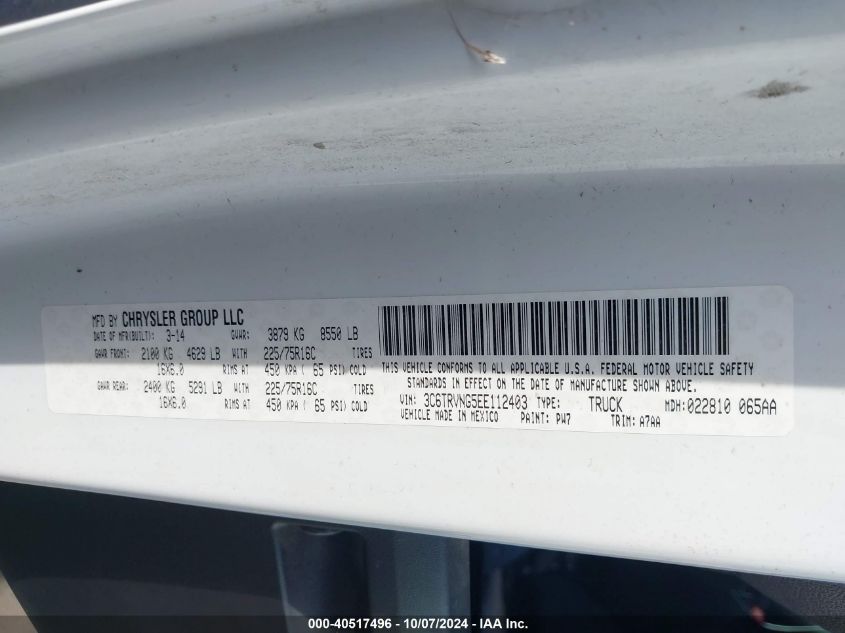 MFD BY CHRYSLER GROUP LLC
DATE OF MFR(BUILT): 3-14 GVWR: 3879 KG 8550 LB
GAWR FRONT: 2100 KG 4629 LB WITH 225/75R16C TIRES
16X6.0 RIMS AT 450 KPA ( 65 PSI) COLD
GAWR REAR: 2400 KG 5291 LB WITH 225/75R16C TIRES
16X6.0 RIMS AT 450 KPA ( 65 PSI) COLD
THIS VEHICLE CONFORMS TO ALL APPLICABLE U.S.A. FEDERAL MOTOR VEHICLE SAFETY
STANDARDS IN EFFECT ON THE DATE OF MANUFACTURE SHOWN ABOVE.
VIN: 3C6TRVNG5EE112403 TYPE: TRUCK MDH:022810 065AA
VEHICLE MADE IN MEXICO PAINT: PW7 TRIM: A7AA
000-40517496 - 10/07/2024 - IAA Inc.